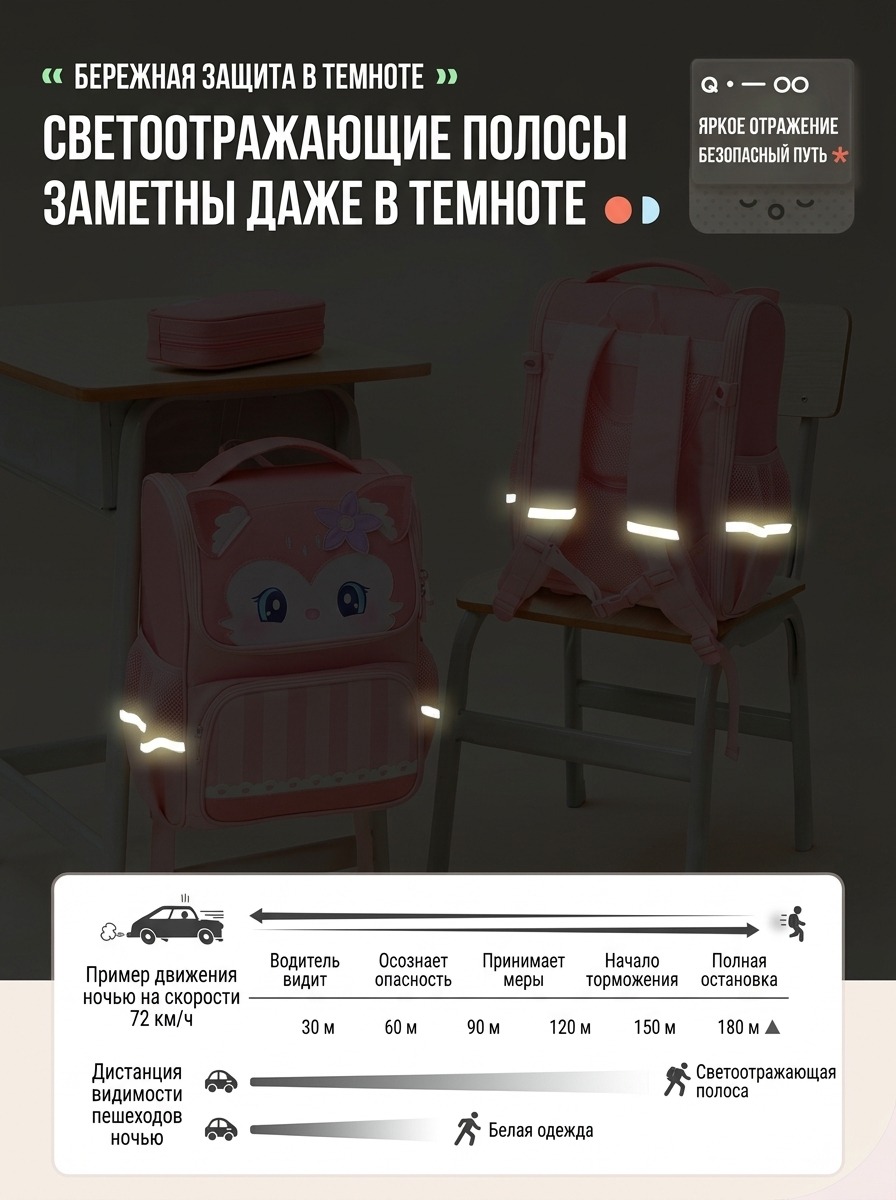 БЕРЕЖНАЯ ЗАЩИТА В ТЕМНОТЕ
СВЕТООТРАЖАЮЩИЕ ПОЛОСЫ
ЗАМЕТНЫ ДАЖЕ В ТЕМНОТЕ
ЯРКОЕ ОТРАЖЕНИЕ
БЕЗОПАСНЫЙ ПУТЬ *
Пример движения
ночью на скорости
72 км/ч
Водитель
видит
Осознает
опасность
Принимает
меры
Начало
торможения
Полная
остановка
30 м 60 м 90 м 120 м 150 м 180 м
Дистанция
видимости
пешеходов
ночью
Светоотражающая
полоса
Белая одежда